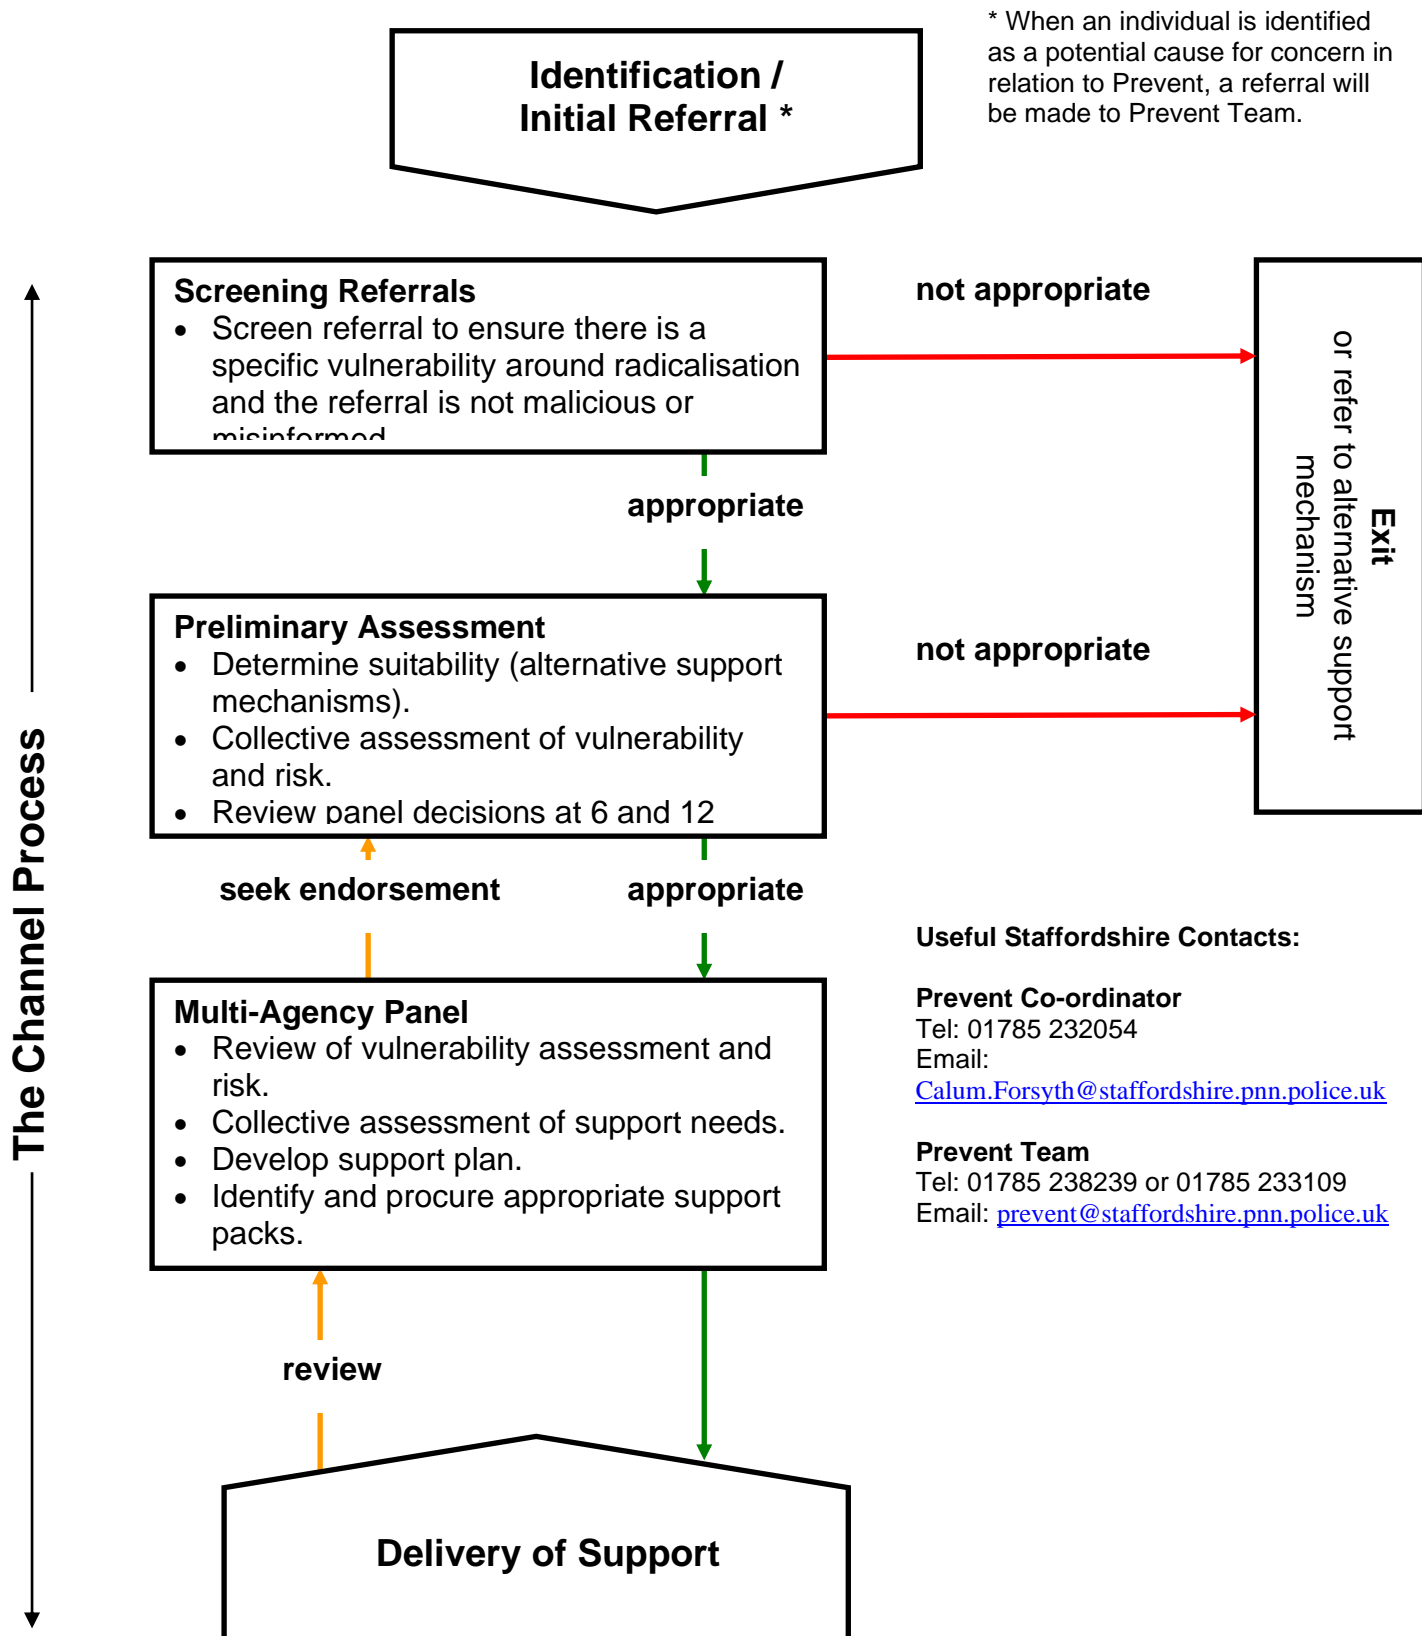 Identification /
Initial Referral *
* When an individual is identified
as a potential cause for concern in
relation to Prevent, a referral will
be made to Prevent Team.
The Channel Process
Screening Referrals
• Screen referral to ensure there is a
specific vulnerability around radicalisation
and the referral is not malicious or
misinformed
not appropriate
Exit
or refer to alternative support
mechanism
appropriate
Preliminary Assessment
• Determine suitability (alternative support
mechanisms).
• Collective assessment of vulnerability
and risk.
• Review panel decisions at 6 and 12
not appropriate
seek endorsement
appropriate
Multi-Agency Panel
• Review of vulnerability assessment and
risk.
• Collective assessment of support needs.
• Develop support plan.
• Identify and procure appropriate support
packs.
Useful Staffordshire Contacts:
Prevent Co-ordinator
Tel: 01785 232054
Email:
Calum.Forsyth@staffordshire.pnn.police.uk
Prevent Team
Tel: 01785 238239 or 01785 233109
Email: prevent@staffordshire.pnn.police.uk
review
Delivery of Support